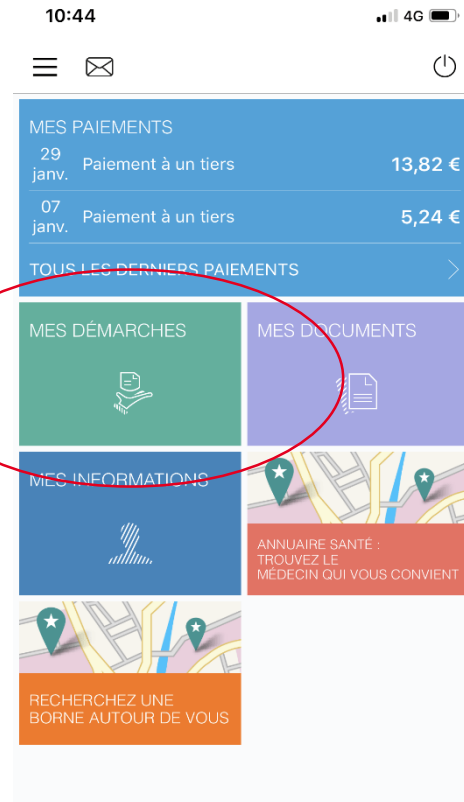 10:44
4G
MES PAIEMENTS
29 janv. Paiement à un tiers 13,82 €
07 janv. Paiement à un tiers 5,24 €
TOUS LES DERNIERS PAIEMENTS
MES DÉMARCHES
MES DOCUMENTS
MES INFORMATIONS
ANNUAIRE SANTÉ :
TROUVEZ LE
MÉDECIN QUI VOUS CONVIENT
RECHERCHEZ UNE
BORNE AUTOUR DE VOUS